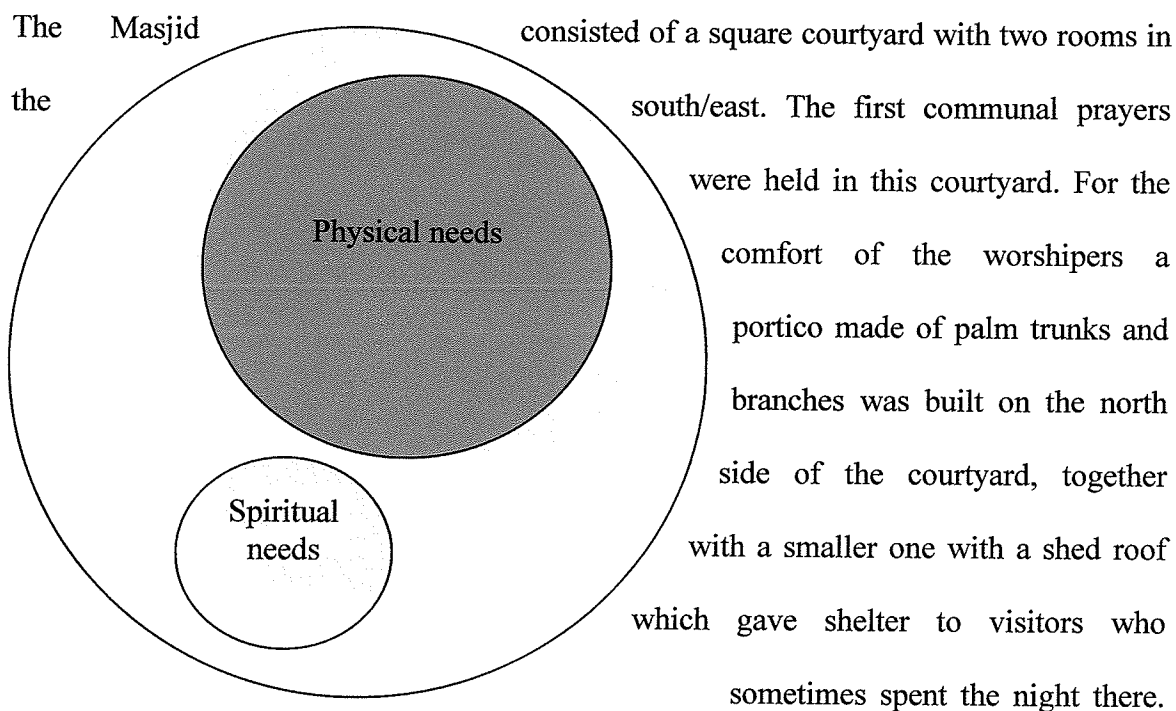 The Masjid consisted of a square courtyard with two rooms in
the south/east. The first communal prayers
were held in this courtyard. For the
comfort of the worshipers a
portico made of palm trunks and
branches was built on the north
side of the courtyard, together
with a smaller one with a shed roof
which gave shelter to visitors who
sometimes spent the night there.
Physical needs
Spiritual
needs